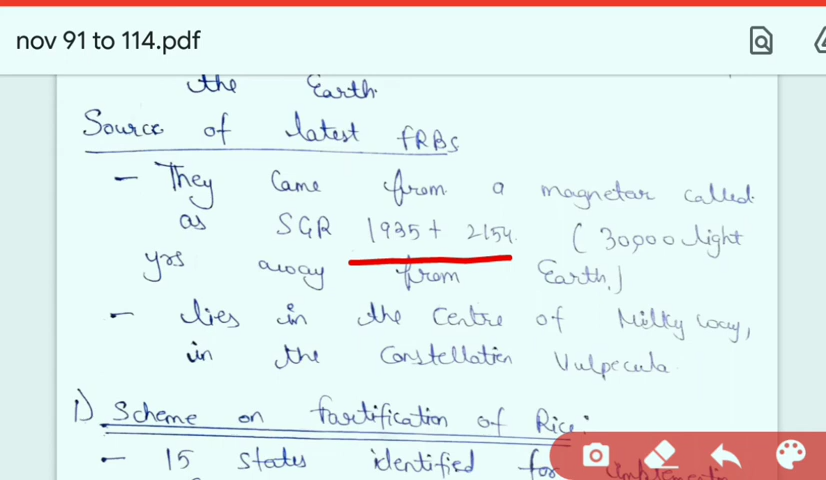 nov 91 to 114.pdf
the Earth.
Source of latest FRBs
- They came from a magnetar called
as SGR 1935+ 2154. (30,000 light
yrs away from Earth.)
- lies in the centre of Milky way,
in the constellation Vulpecula.
1) Scheme on fortification of Rice:
- 15 states identified for